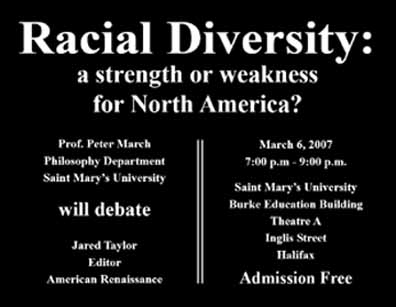 Racial Diversity:
a strength or weakness
for North America?
Prof. Peter March
Philosophy Department
Saint Mary's University
will debate
Jared Taylor
Editor
American Renaissance
March 6, 2007
7:00 p.m - 9:00 p.m.
Saint Mary's University
Burke Education Building
Theatre A
Inglis Street
Halifax
Admission Free